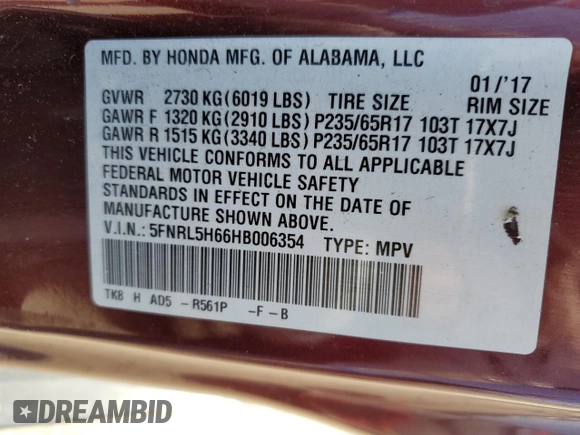 MFD. BY HONDA MFG. OF ALABAMA, LLC
01/'17
GVWR 2730 KG(6019 LBS) TIRE SIZE RIM SIZE
GAWR F 1320 KG(2910 LBS) P235/65R17 103T 17X7J
GAWR R 1515 KG(3340 LBS) P235/65R17 103T 17X7J
THIS VEHICLE CONFORMS TO ALL APPLICABLE
FEDERAL MOTOR VEHICLE SAFETY
STANDARDS IN EFFECT ON THE DATE OF
MANUFACTURE SHOWN ABOVE.
V.I.N.: 5FNRL5H66HB006354 TYPE: MPV
TK8 H AD5 -R561P -F-B
DREAMBID